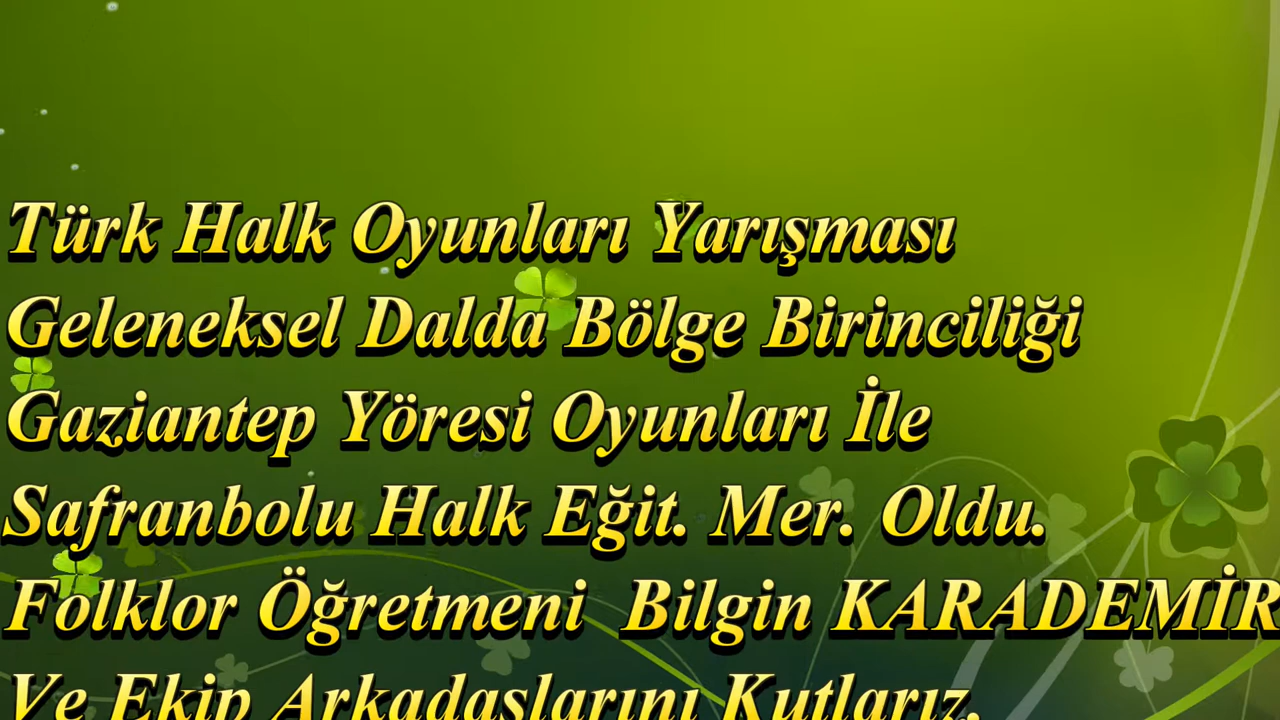 Türk Halk Oyunları Yarışması
Geleneksel Dalda Bölge Birinciliği
Gaziantep Yöresi Oyunları İle
Safranbolu Halk Eğit. Mer. Oldu.
Folklor Öğretmeni Bilgin KARADEMİR
Ve Ekip Arkadaşlarını Kutlarız.